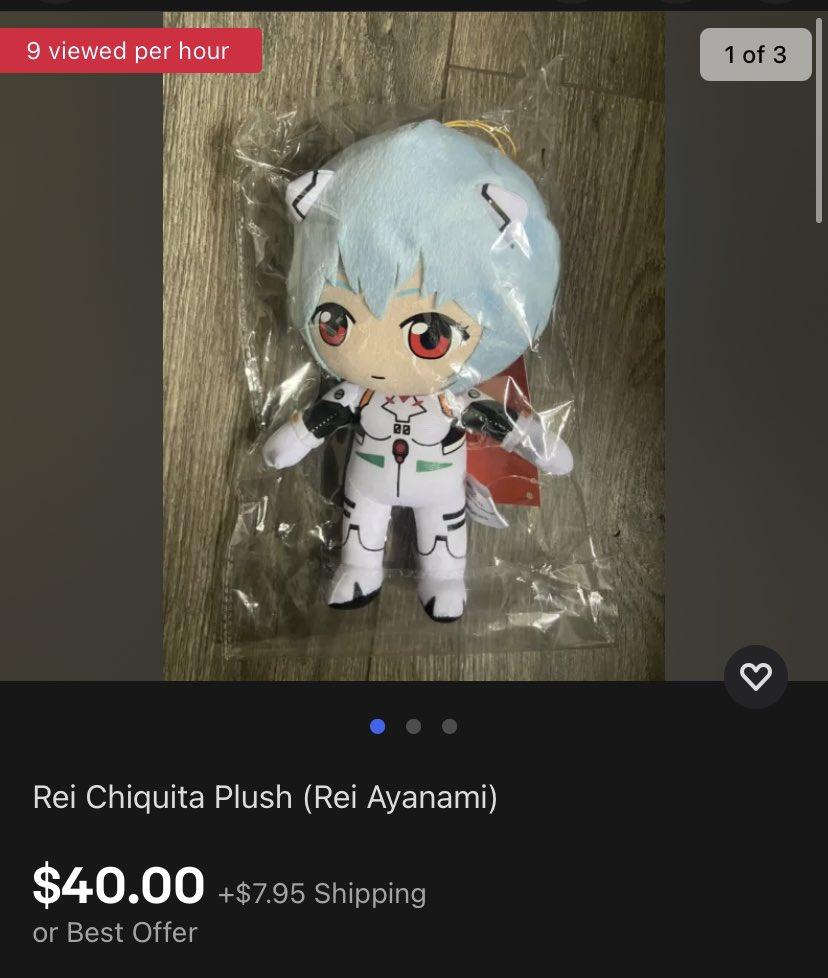 9 viewed per hour
1 of 3
00
Rei Chiquita Plush (Rei Ayanami)
$40.00 +$7.95 Shipping
or Best Offer